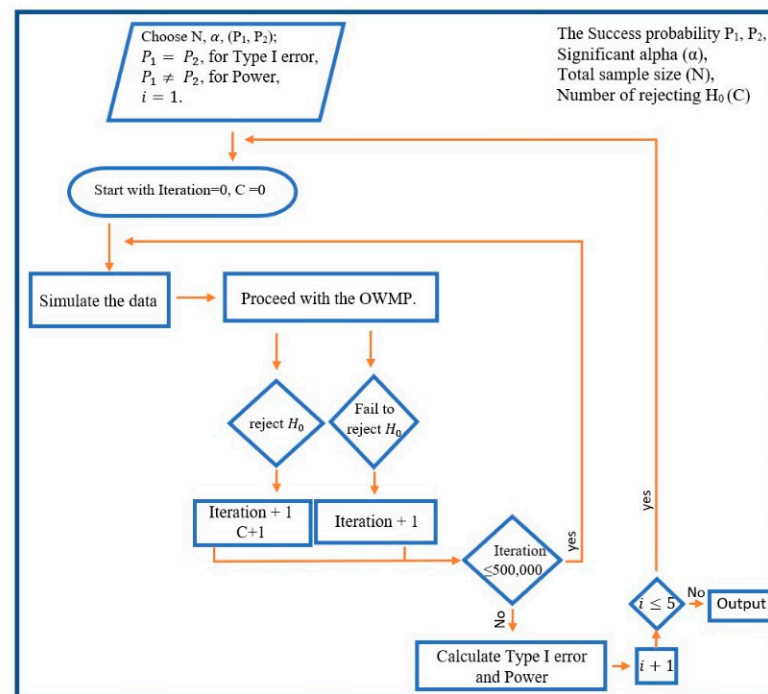 Choose N, α, (P₁, P₂);
P₁ = P₂, for Type I error,
P₁ ≠ P₂, for Power,
i = 1.
The Success probability P₁, P₂,
Significant alpha (α),
Total sample size (N),
Number of rejecting H₀ (C)
Start with Iteration=0, C =0
Simulate the data
Proceed with the OWMP.
reject H₀
Fail to
reject H₀
Iteration + 1
C+1
Iteration + 1
Iteration
≤500,000
yes
No
Calculate Type I error
and Power
i + 1
i ≤ 5
yes
No
Output